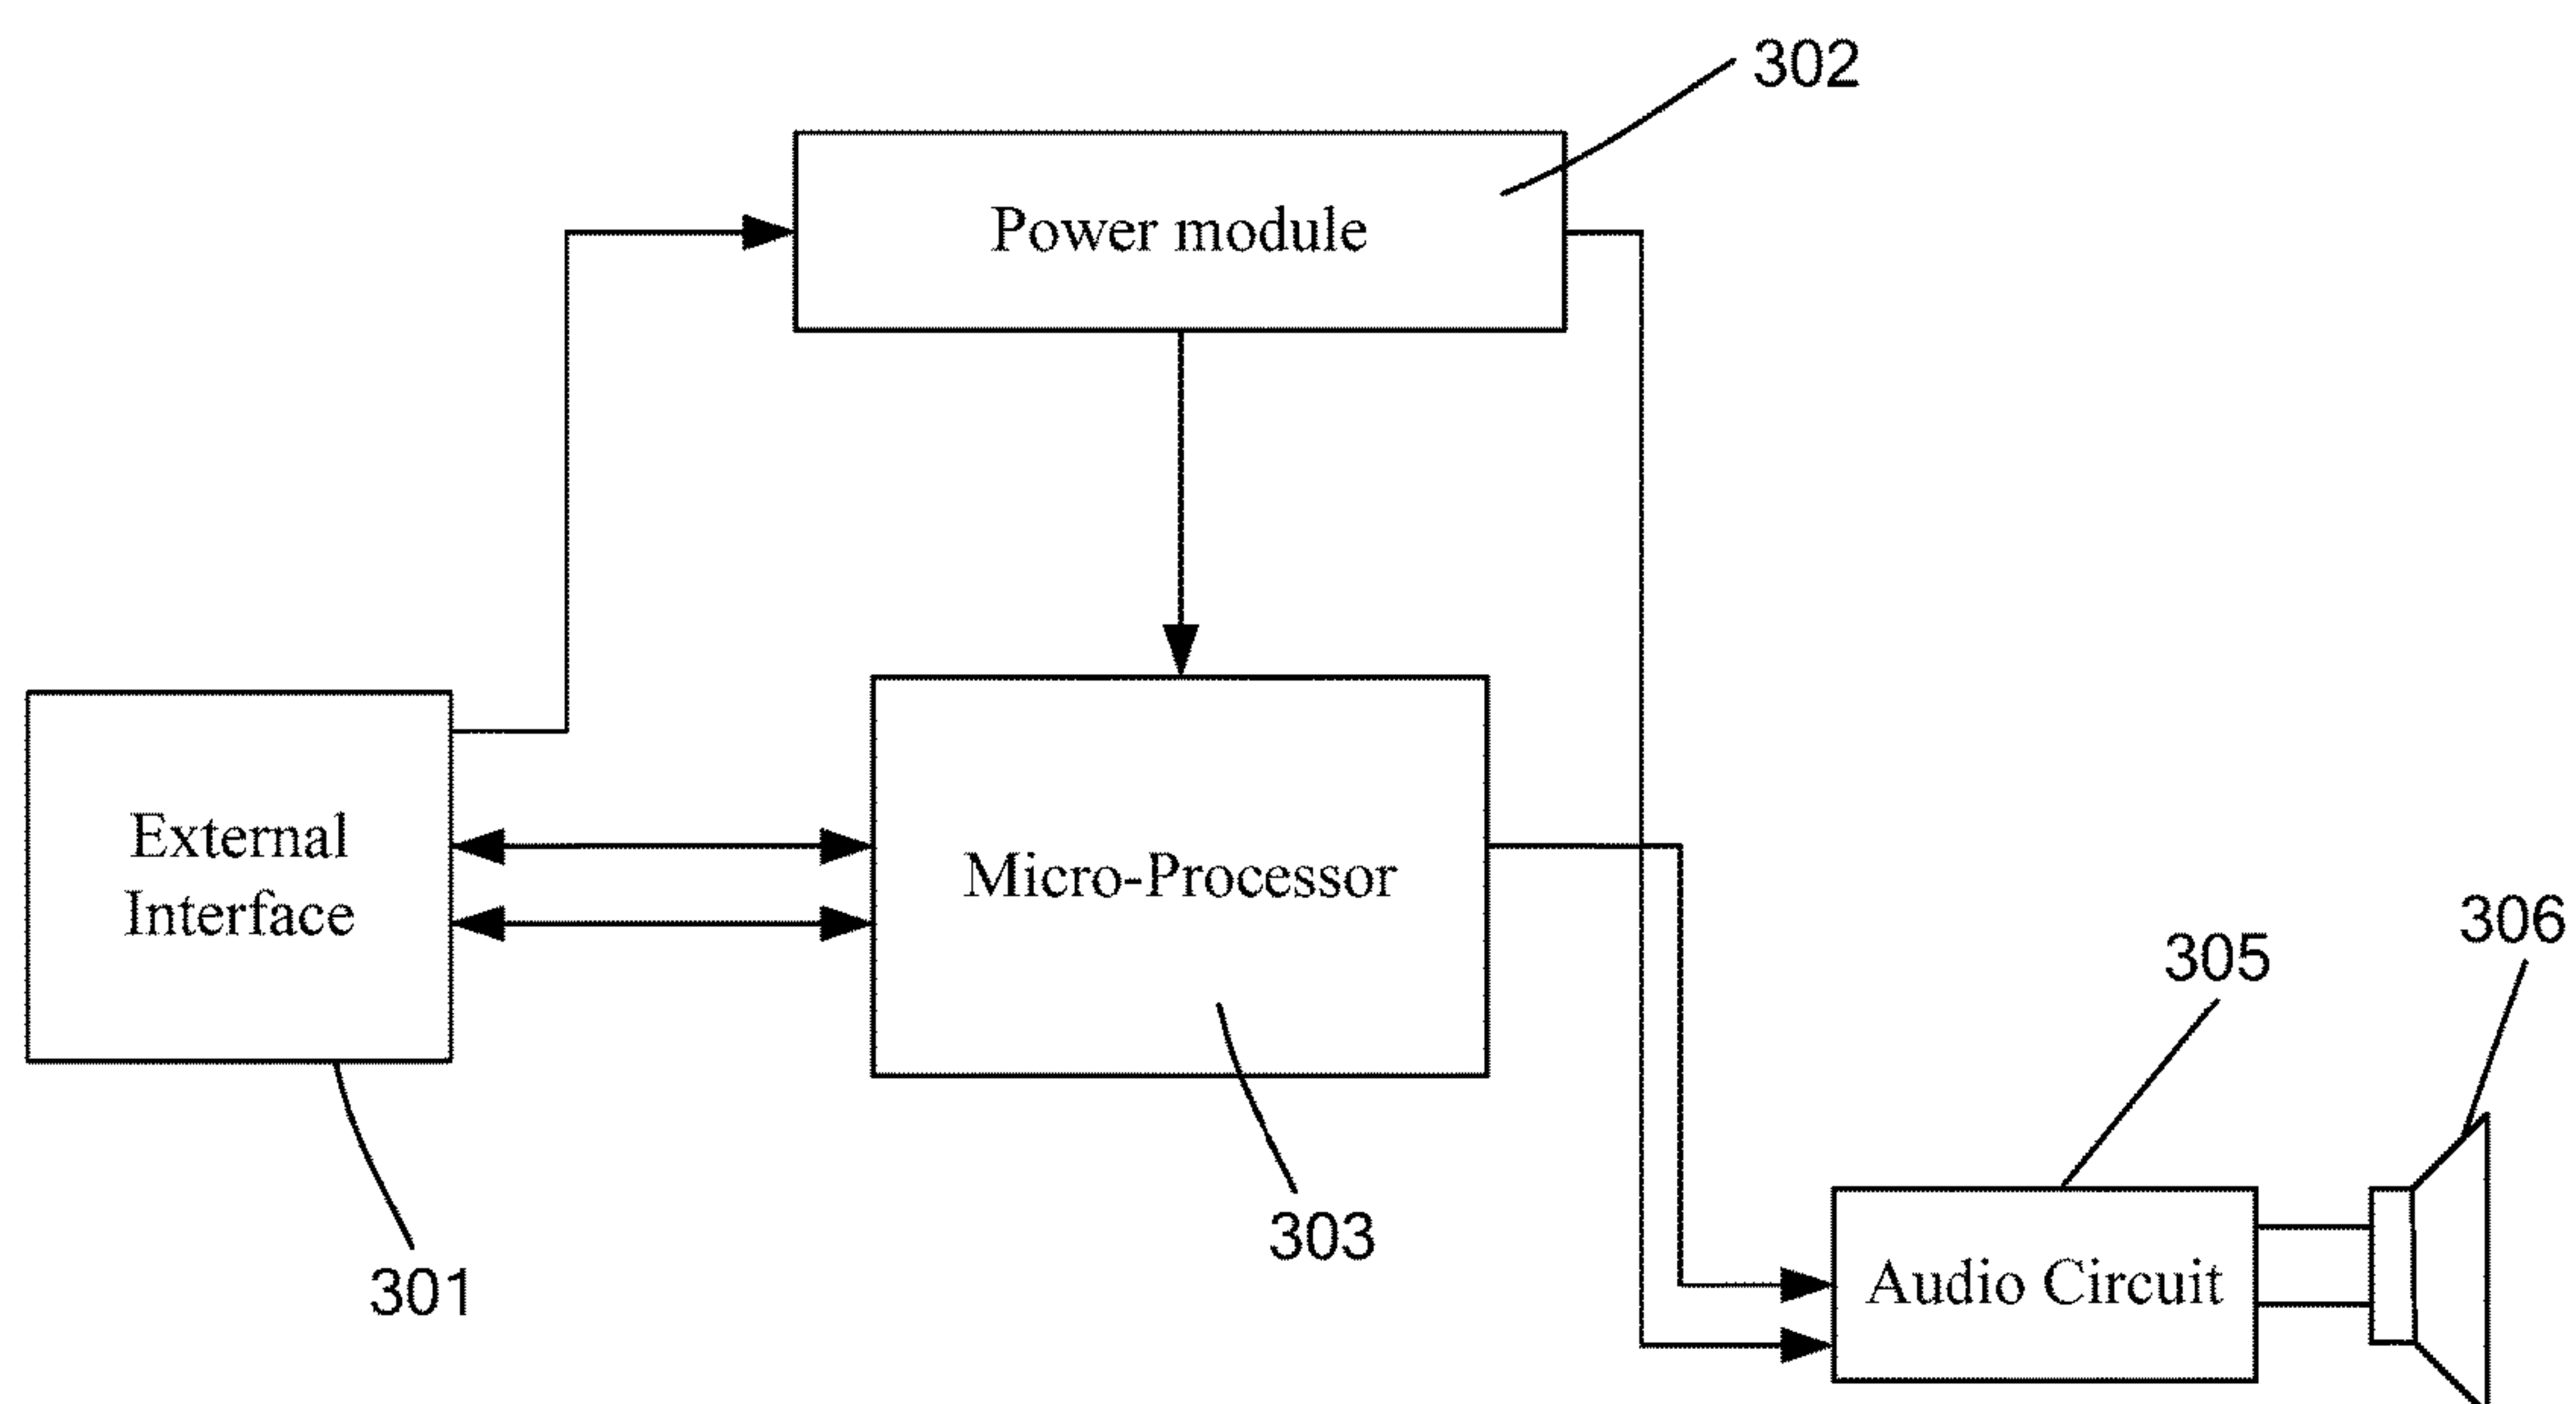 302
Power module
External
Interface
Micro-Processor
306
305
303
301
Audio Circuit